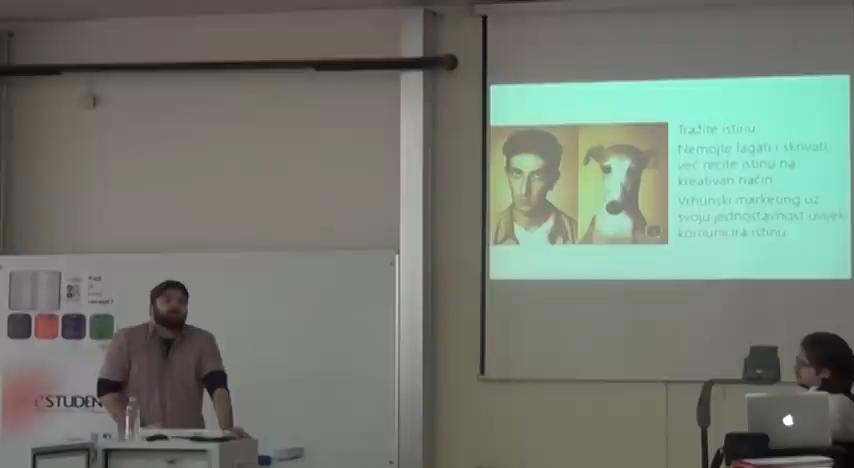 Tražite istinu
Nemojte lagati i skrivati
već recite istinu na
kreativan način
Vrhunski marketing uz
svoju jednostavnost uvijek
komunicira istinu
eSTUDEN